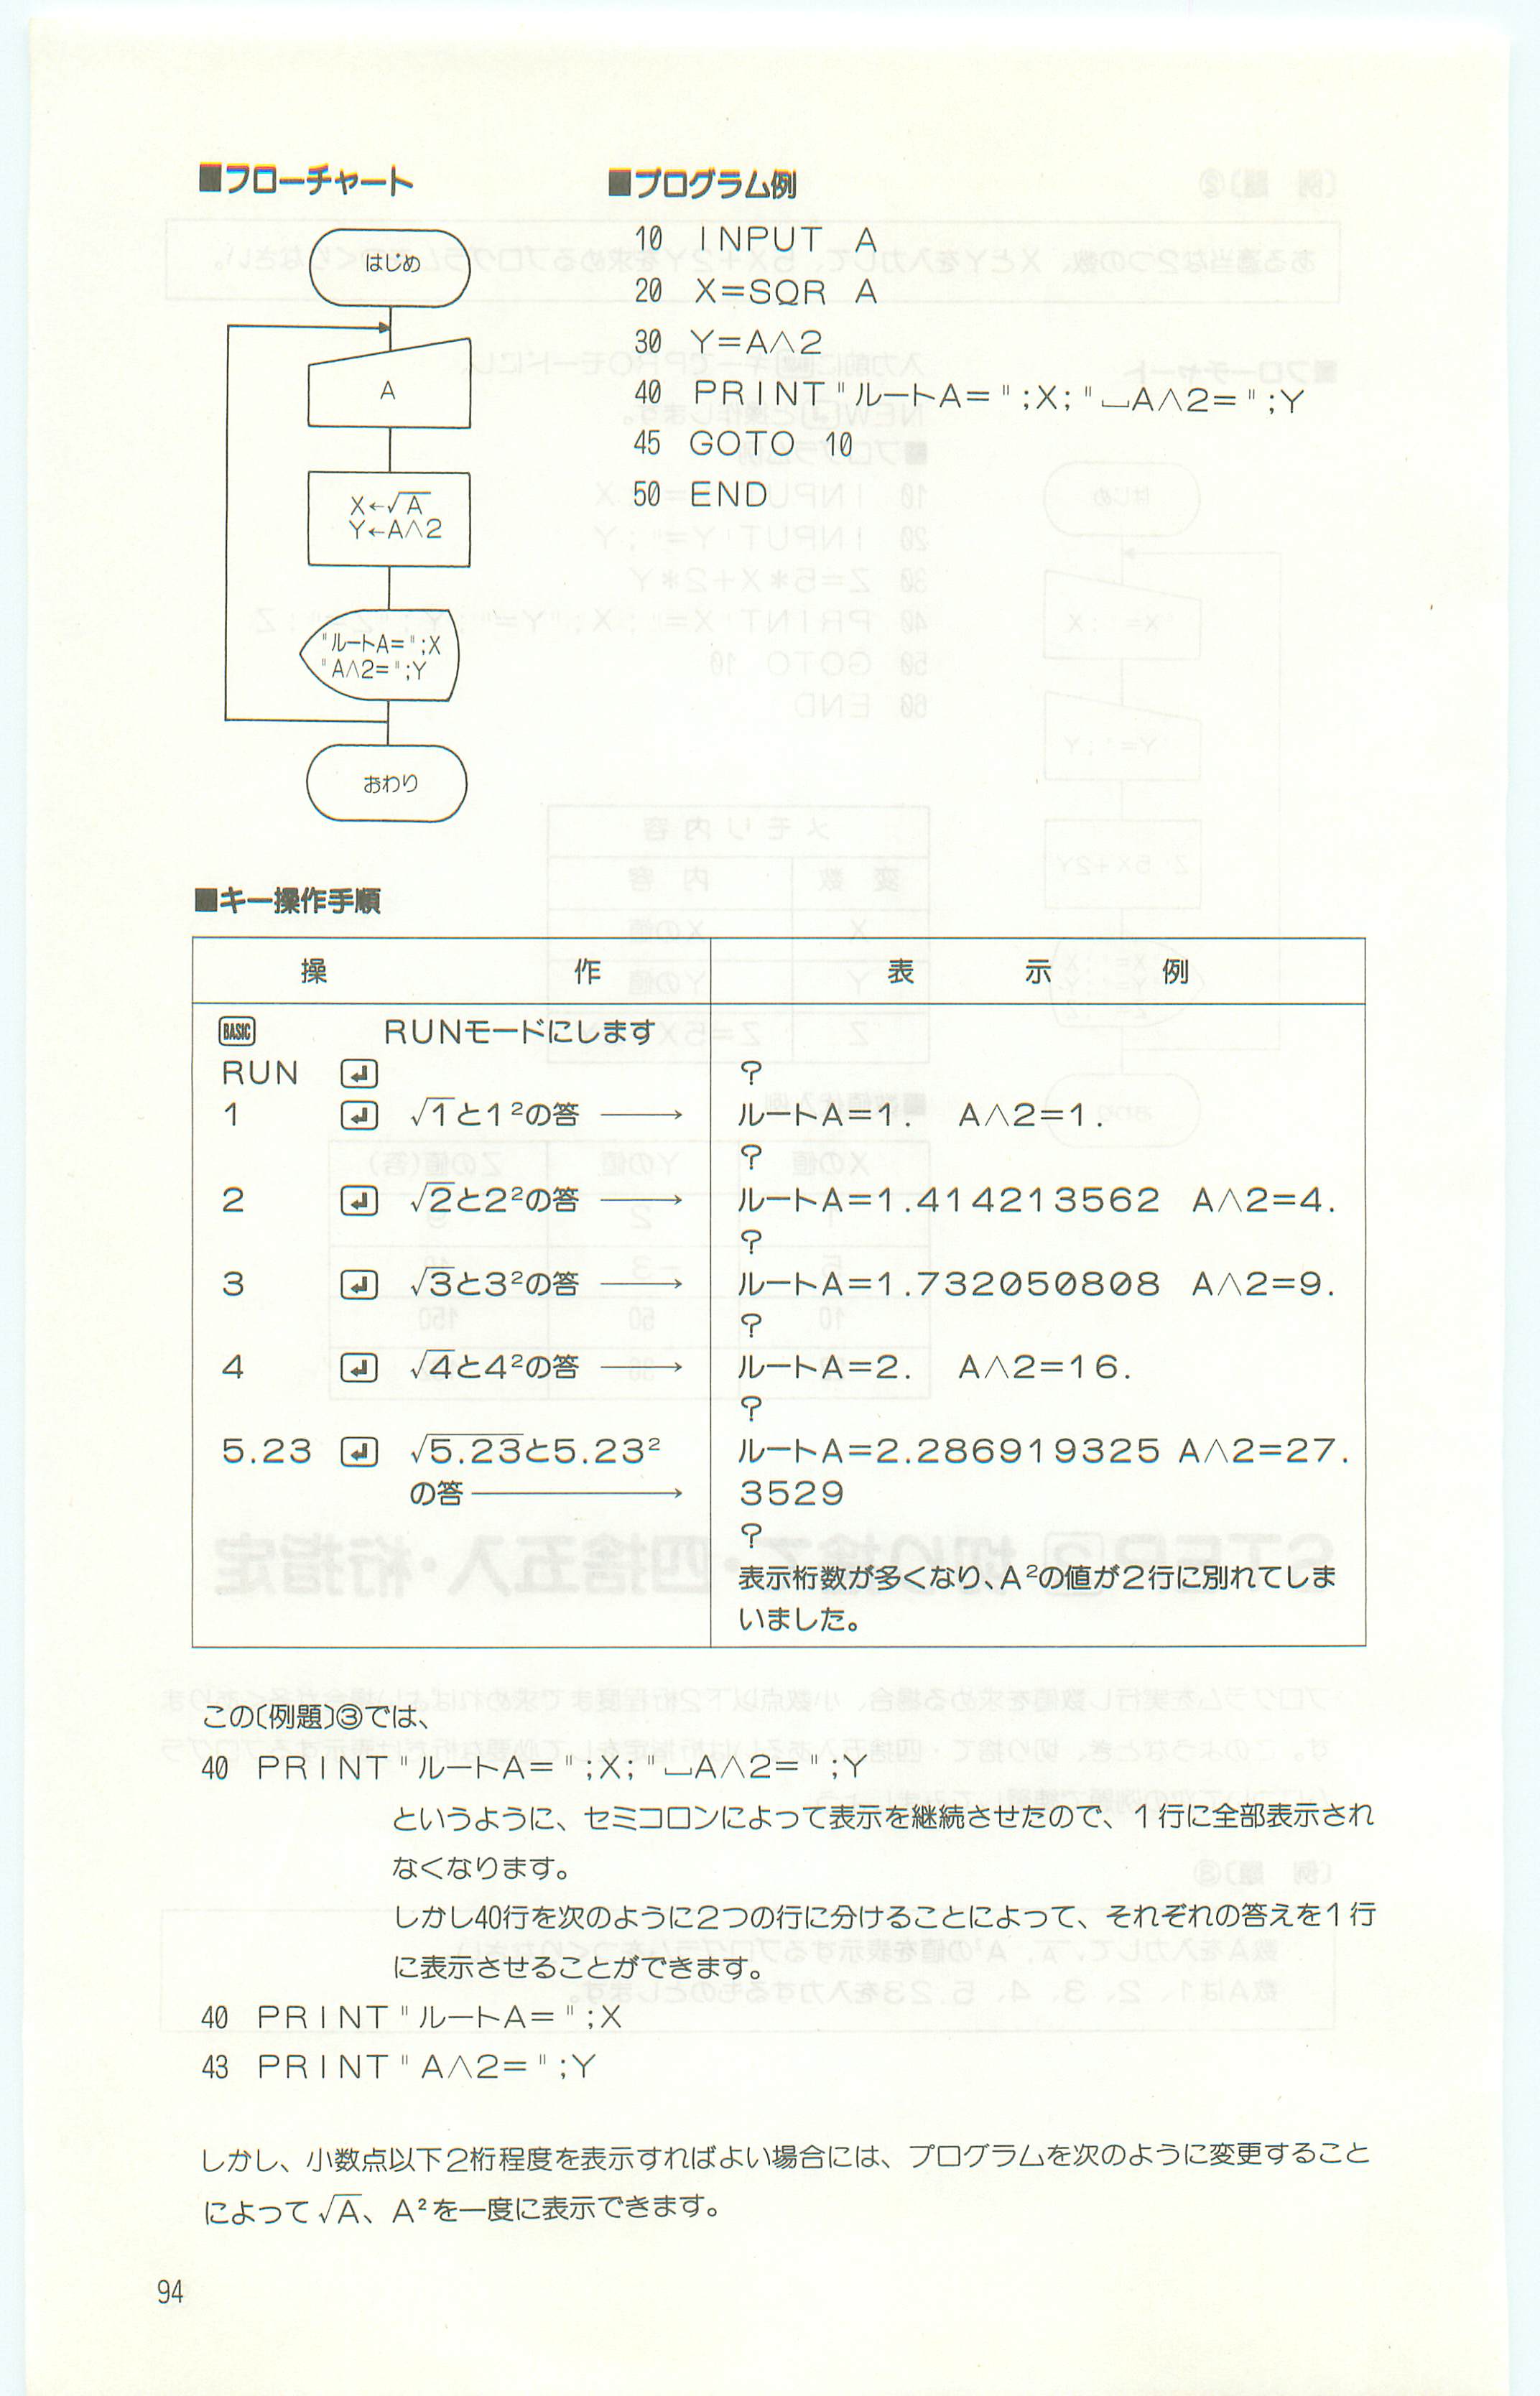 ■フローチャート
はじめ
A
X←√A
Y←A∧2
"ルートA=";X
"A∧2=";Y
おわり
■プログラム例
10 INPUT A
20 X=SQR A
30 Y=A∧2
40 PRINT"ルートA=";X;"⎵A∧2=";Y
45 GOTO 10
50 END
■キー操作手順
操作 表示例
BASIC RUNモードにします
RUN ↵ ?
1 ↵ √1と1²の答 ⟶ ルートA=1. A∧2=1.
?
2 ↵ √2と2²の答 ⟶ ルートA=1.414213562 A∧2=4.
?
3 ↵ √3と3²の答 ⟶ ルートA=1.732050808 A∧2=9.
?
4 ↵ √4と4²の答 ⟶ ルートA=2. A∧2=16.
?
5.23 ↵ √5.23と5.23² ルートA=2.286919325 A∧2=27.
の答 ⟶ 3529
?
表示桁数が多くなり、A²の値が2行に別れてしま
いました。
この〔例題〕③では、
40 PRINT"ルートA=";X;"⎵A∧2=";Y
というように、セミコロンによって表示を継続させたので、1行に全部表示され
なくなります。
しかし40行を次のように2つの行に分けることによって、それぞれの答えを1行
に表示させることができます。
40 PRINT"ルートA=";X
43 PRINT"A∧2=";Y
しかし、小数点以下2桁程度を表示すればよい場合には、プログラムを次のように変更すること
によって√A、A²を一度に表示できます。
94